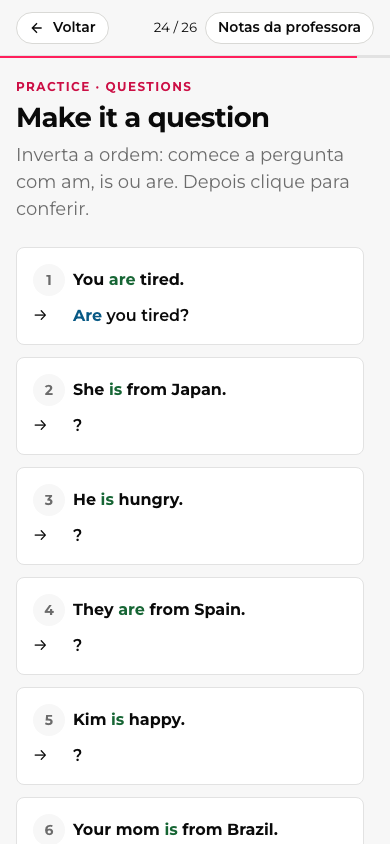 ← Voltar
24 / 26
Notas da professora
PRACTICE · QUESTIONS
Make it a question
Inverta a ordem: comece a pergunta
com am, is ou are. Depois clique para
conferir.
1 You are tired.
→ Are you tired?
2 She is from Japan.
→ ?
3 He is hungry.
→ ?
4 They are from Spain.
→ ?
5 Kim is happy.
→ ?
6 Your mom is from Brazil.